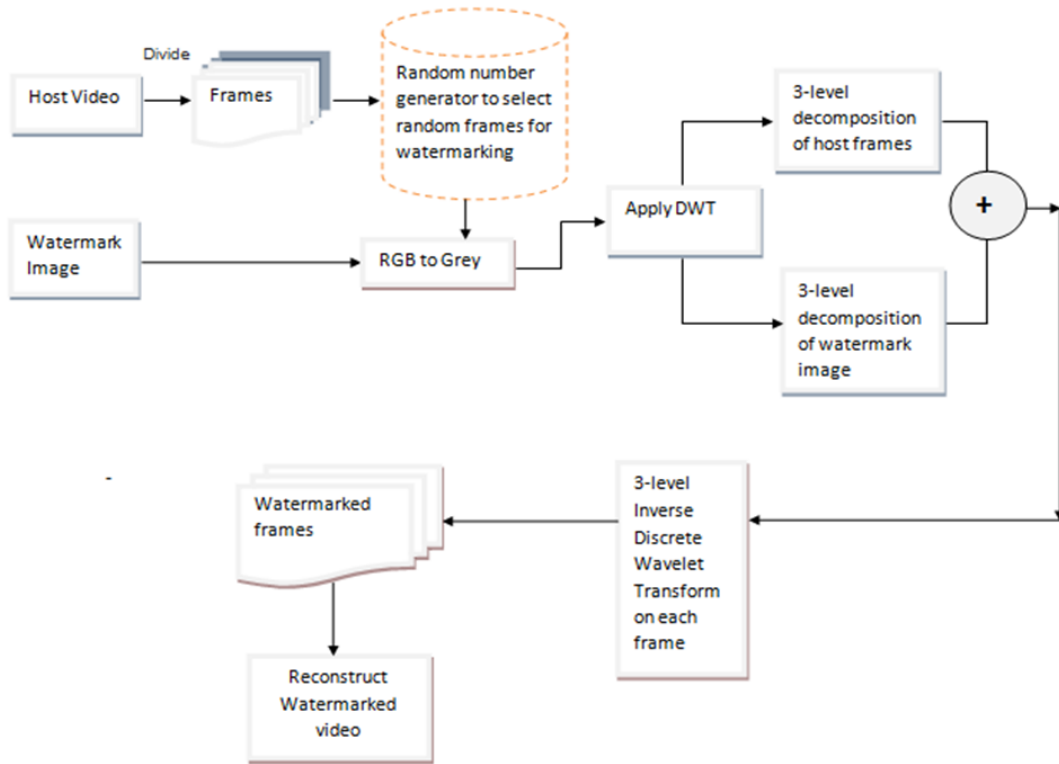 Divide
Host Video
Frames
Random number
generator to select
random frames for
watermarking
3-level
decomposition
of host frames
Apply DWT
+
Watermark
Image
RGB to Grey
3-level
decomposition
of watermark
image
Watermarked
frames
3-level
Inverse
Discrete
Wavelet
Transform
on each
frame
Reconstruct
Watermarked
video
-